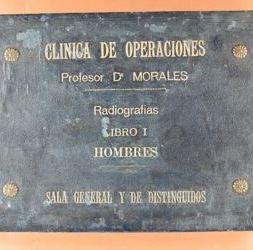 CLINICA DE OPERACIONES
Profesor Dr MORALES
Radiografias
LIBRO I
HOMBRES
SALA GENERAL Y DE DISTINGUIDOS